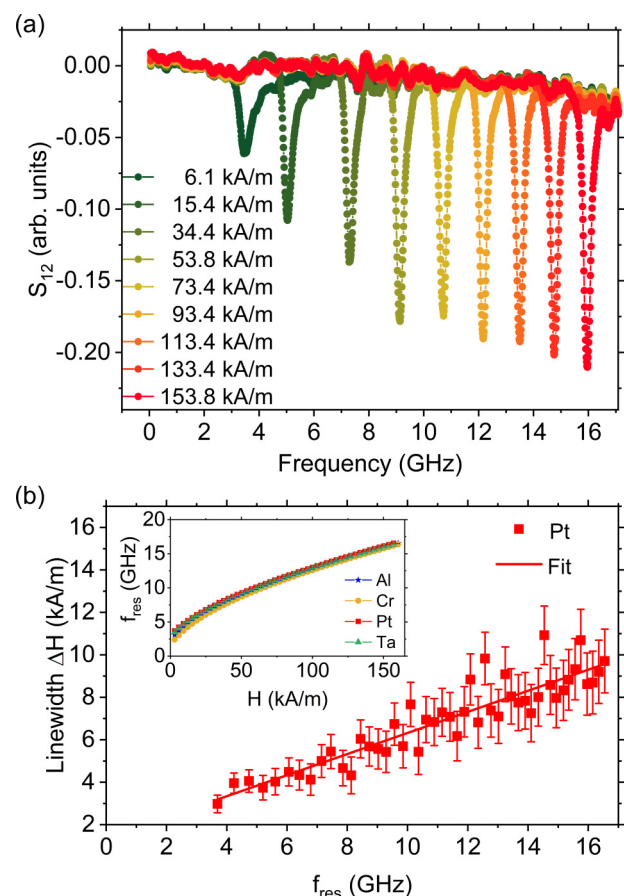 (a)
0.00
-0.05
-0.10
-0.15
-0.20
S12 (arb. units)
6.1 kA/m
15.4 kA/m
34.4 kA/m
53.8 kA/m
73.4 kA/m
93.4 kA/m
113.4 kA/m
133.4 kA/m
153.8 kA/m
0 2 4 6 8 10 12 14 16
Frequency (GHz)
(b)
16
14
12
10
8
6
4
2
Linewidth ΔH (kA/m)
20
15
10
5
0
fres (GHz)
Al
Cr
Pt
Ta
0 50 100 150
H (kA/m)
Pt
Fit
2 4 6 8 10 12 14 16
fres (GHz)